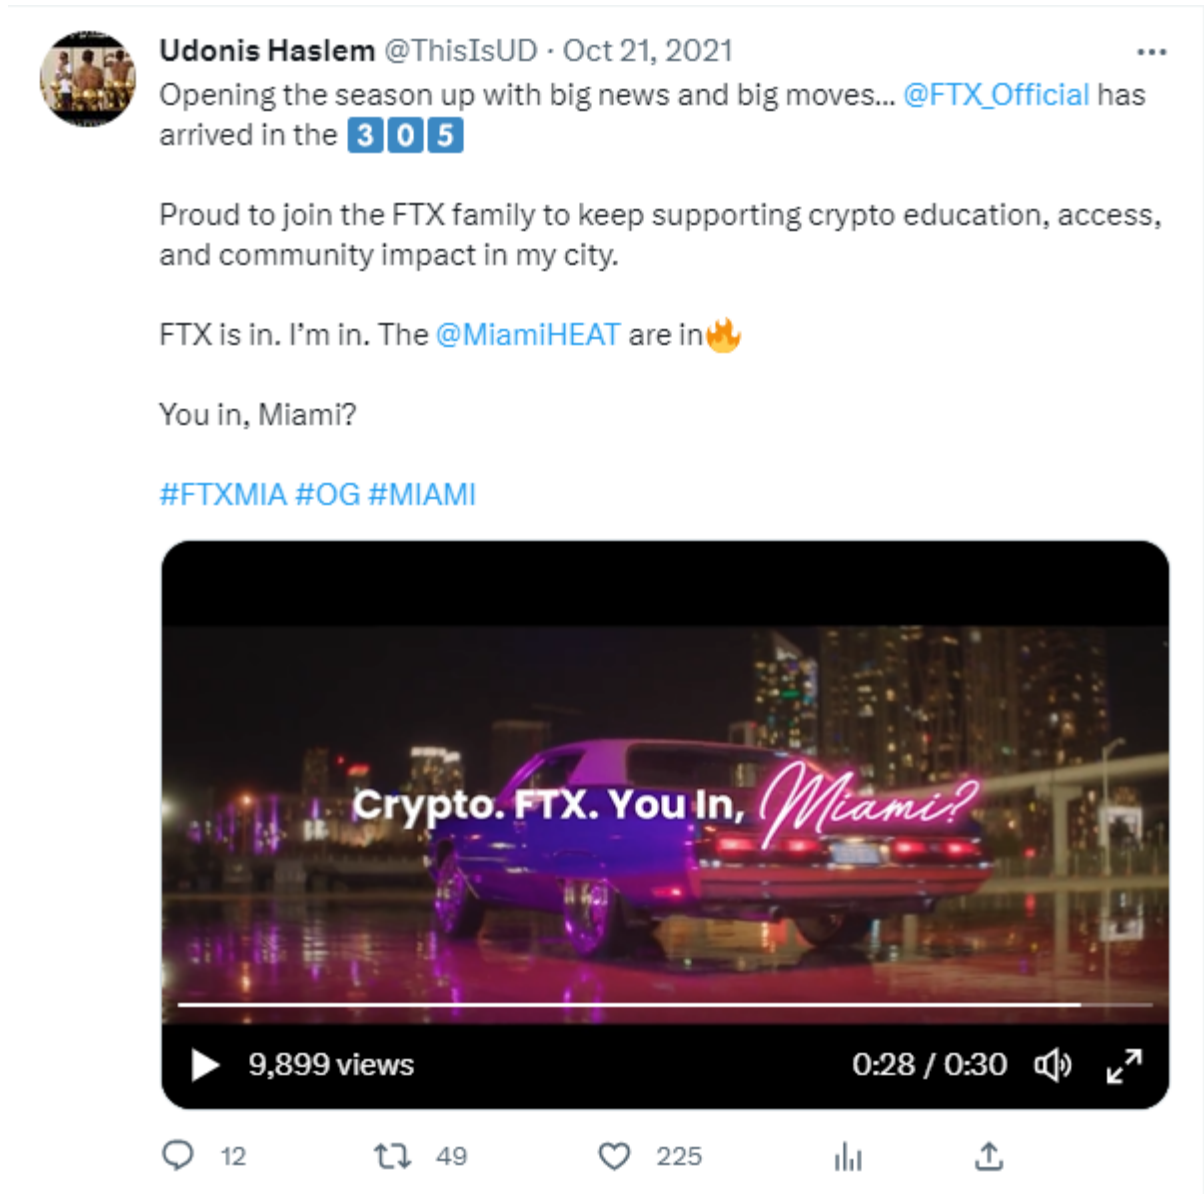 Udonis Haslem @ThisIsUD · Oct 21, 2021
Opening the season up with big news and big moves... @FTX_Official has
arrived in the 3️⃣0️⃣5️⃣
Proud to join the FTX family to keep supporting crypto education, access,
and community impact in my city.
FTX is in. I’m in. The @MiamiHEAT are in🔥
You in, Miami?
#FTXMIA #OG #MIAMI
Crypto. FTX. You In, Miami?
9,899 views 0:28 / 0:30
12 49 225